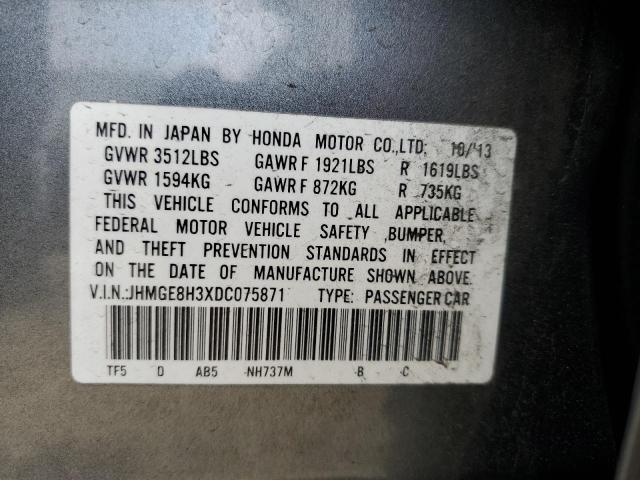 MFD. IN JAPAN BY HONDA MOTOR CO.,LTD. 10/'13
GVWR 3512LBS GAWR F 1921LBS R 1619LBS
GVWR 1594KG GAWR F 872KG R 735KG
THIS VEHICLE CONFORMS TO ALL APPLICABLE
FEDERAL MOTOR VEHICLE SAFETY ,BUMPER,
AND THEFT PREVENTION STANDARDS IN EFFECT
ON THE DATE OF MANUFACTURE SHOWN ABOVE.
V.I.N.:JHMGE8H3XDC075871 TYPE: PASSENGER CAR
TF5 D AB5 NH737M B C